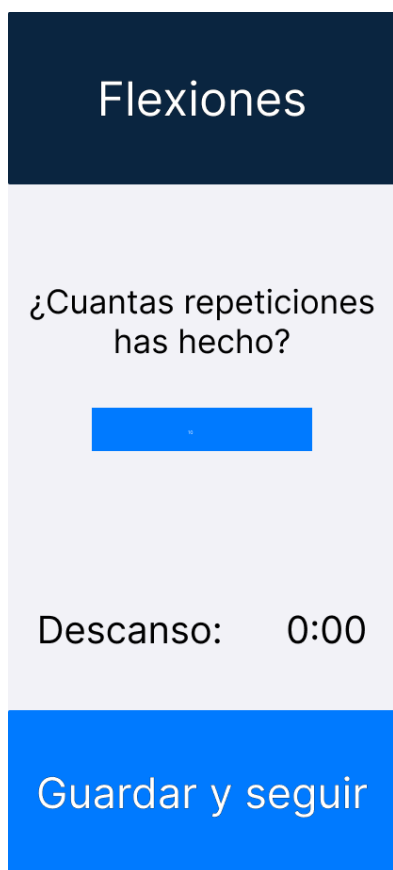 Flexiones
¿Cuantas repeticiones
has hecho?
Descanso: 0:00
Guardar y seguir